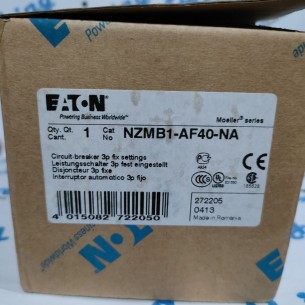 EATON
Powering Business Worldwide
Moeller® series
Qty. Qt. Cant. 1 Cat No NZMB1-AF40-NA
Circuit-breaker 3p fix settings
Leistungsschalter 3p fest eingestellt
Disjoncteur 3p fixe
Interruptor automático 3p fijo
272205
0413
Made in Romania
4 015082 722050